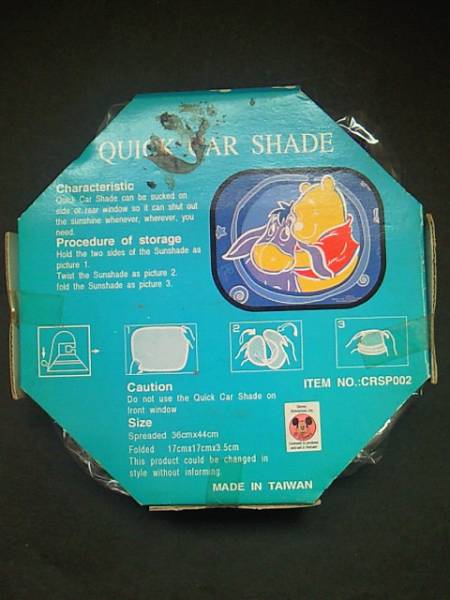 QUICK CAR SHADE
Characteristic
Quick Car Shade can be sucked on
side or rear window so it can shut out
the sunshine whenever, wherever, you
need.
Procedure of storage
Hold the two sides of the Sunshade as
picture 1.
Twist the Sunshade as picture 2.
fold the Sunshade as picture 3.
1
2
3
Caution
Do not use the Quick Car Shade on
front window
ITEM NO.:CRSP002
Size
Spreaded 36cmx44cm
Folded 17cmx17cmx3.5cm
This product could be changed in
style without informing.
MADE IN TAIWAN